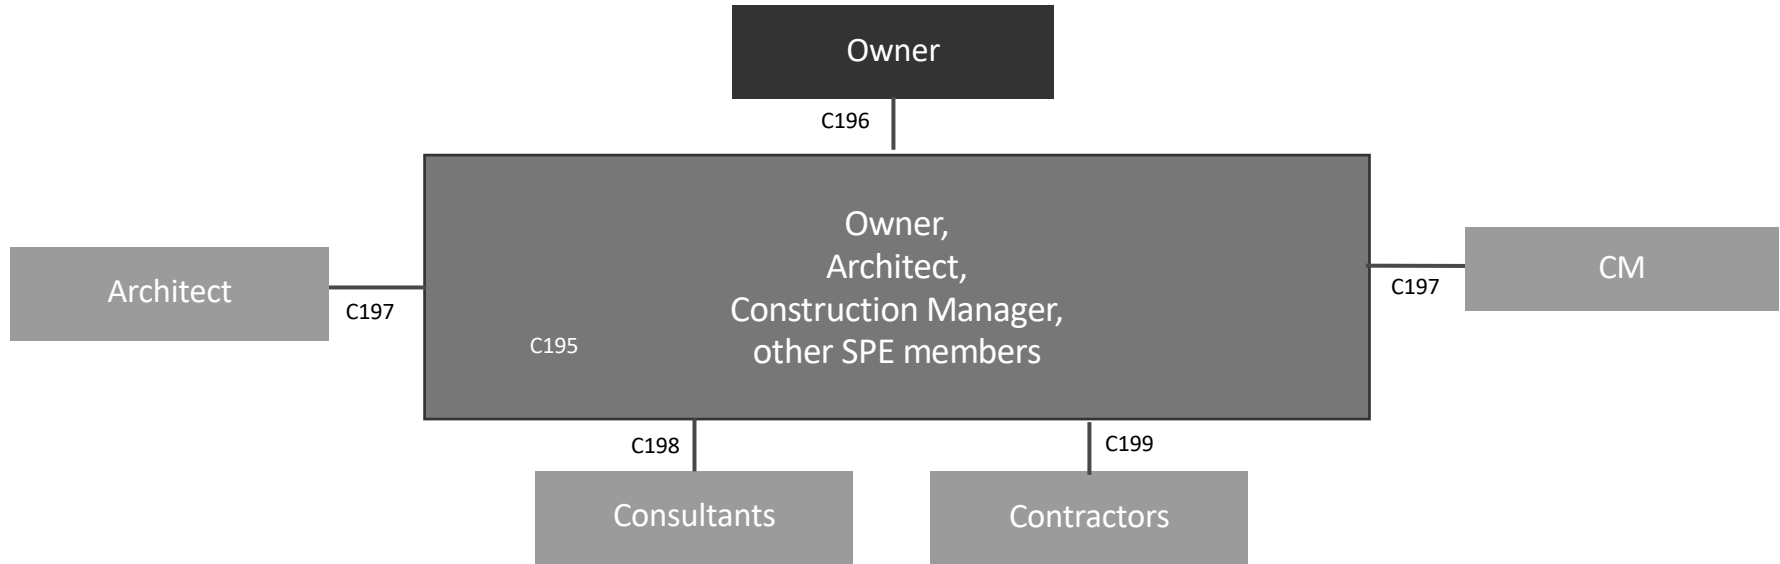 Owner
C196
Owner,
Architect,
Construction Manager,
other SPE members
C195
Architect
C197
CM
C197
C198
C199
Consultants
Contractors